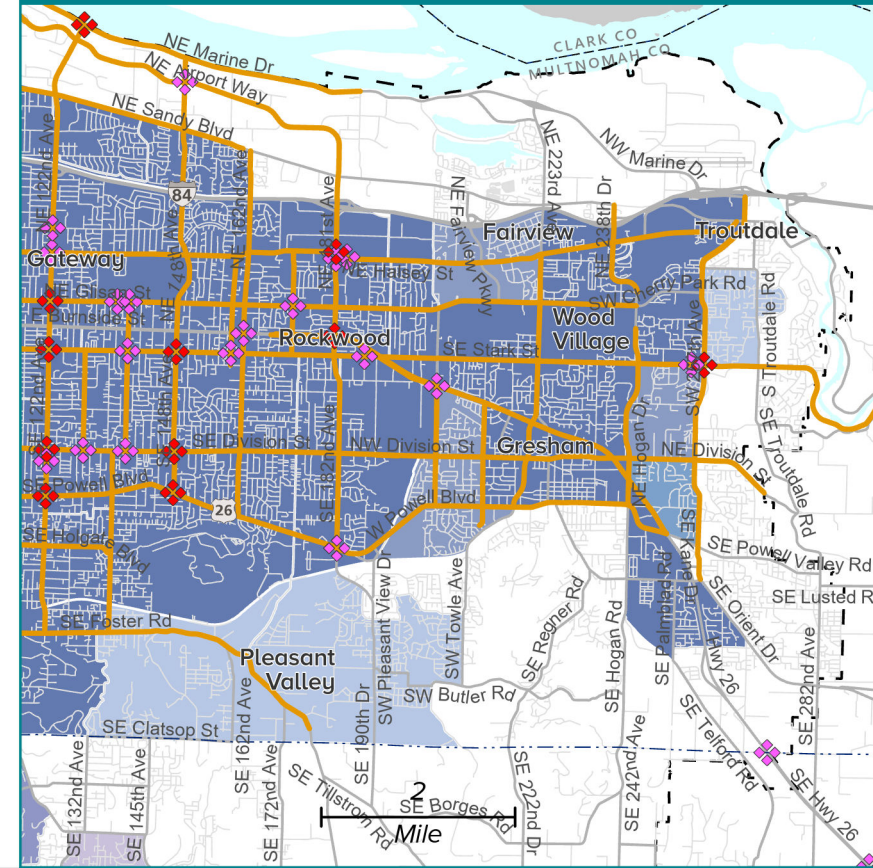 CLARK CO
MULTNOMAH CO
NE Marine Dr
NE Airport Way
NE Sandy Blvd
NE 122nd Ave
84
NE 148th Ave
NE 162nd Ave
NE 181st Ave
NE Fairview Pkwy
NE 223rd Ave
NE 238th Dr
NW Marine Dr
Fairview
Troutdale
Gateway
NE Halsey St
NE Glisan St
E Burnside St
SW Cherry Park Rd
Wood
Village
Rockwood
SE Stark St
SW 257th Ave
S Troutdale Rd
SE 122nd Ave
SE 148th Ave
SE Division St
NW Division St
Gresham
NE Division St
NE Hogan Dr
SE Troutdale Rd
SE Powell Blvd
26
SE 182nd Ave
W Powell Blvd
SE Holgate Blvd
SE Powell Valley Rd
SE Kane Dr
SE Lusted R
SE Foster Rd
SW Pleasant View Dr
SW Towle Ave
SE Regner Rd
SE Hogan Rd
SE Palmblad Rd
SE Orient Dr
Hwy 26
SE 282nd Ave
Pleasant
Valley
SW Butler Rd
SE Telford Rd
SE Clatsop St
SE 162nd Ave
SE 190th Dr
SE 132nd Ave
SE 145th Ave
SE 172nd Ave
SE Tillstrom Rd
SE Borges Rd
SE 222nd Dr
SE 242nd Ave
SE Hwy 26
2
Mile